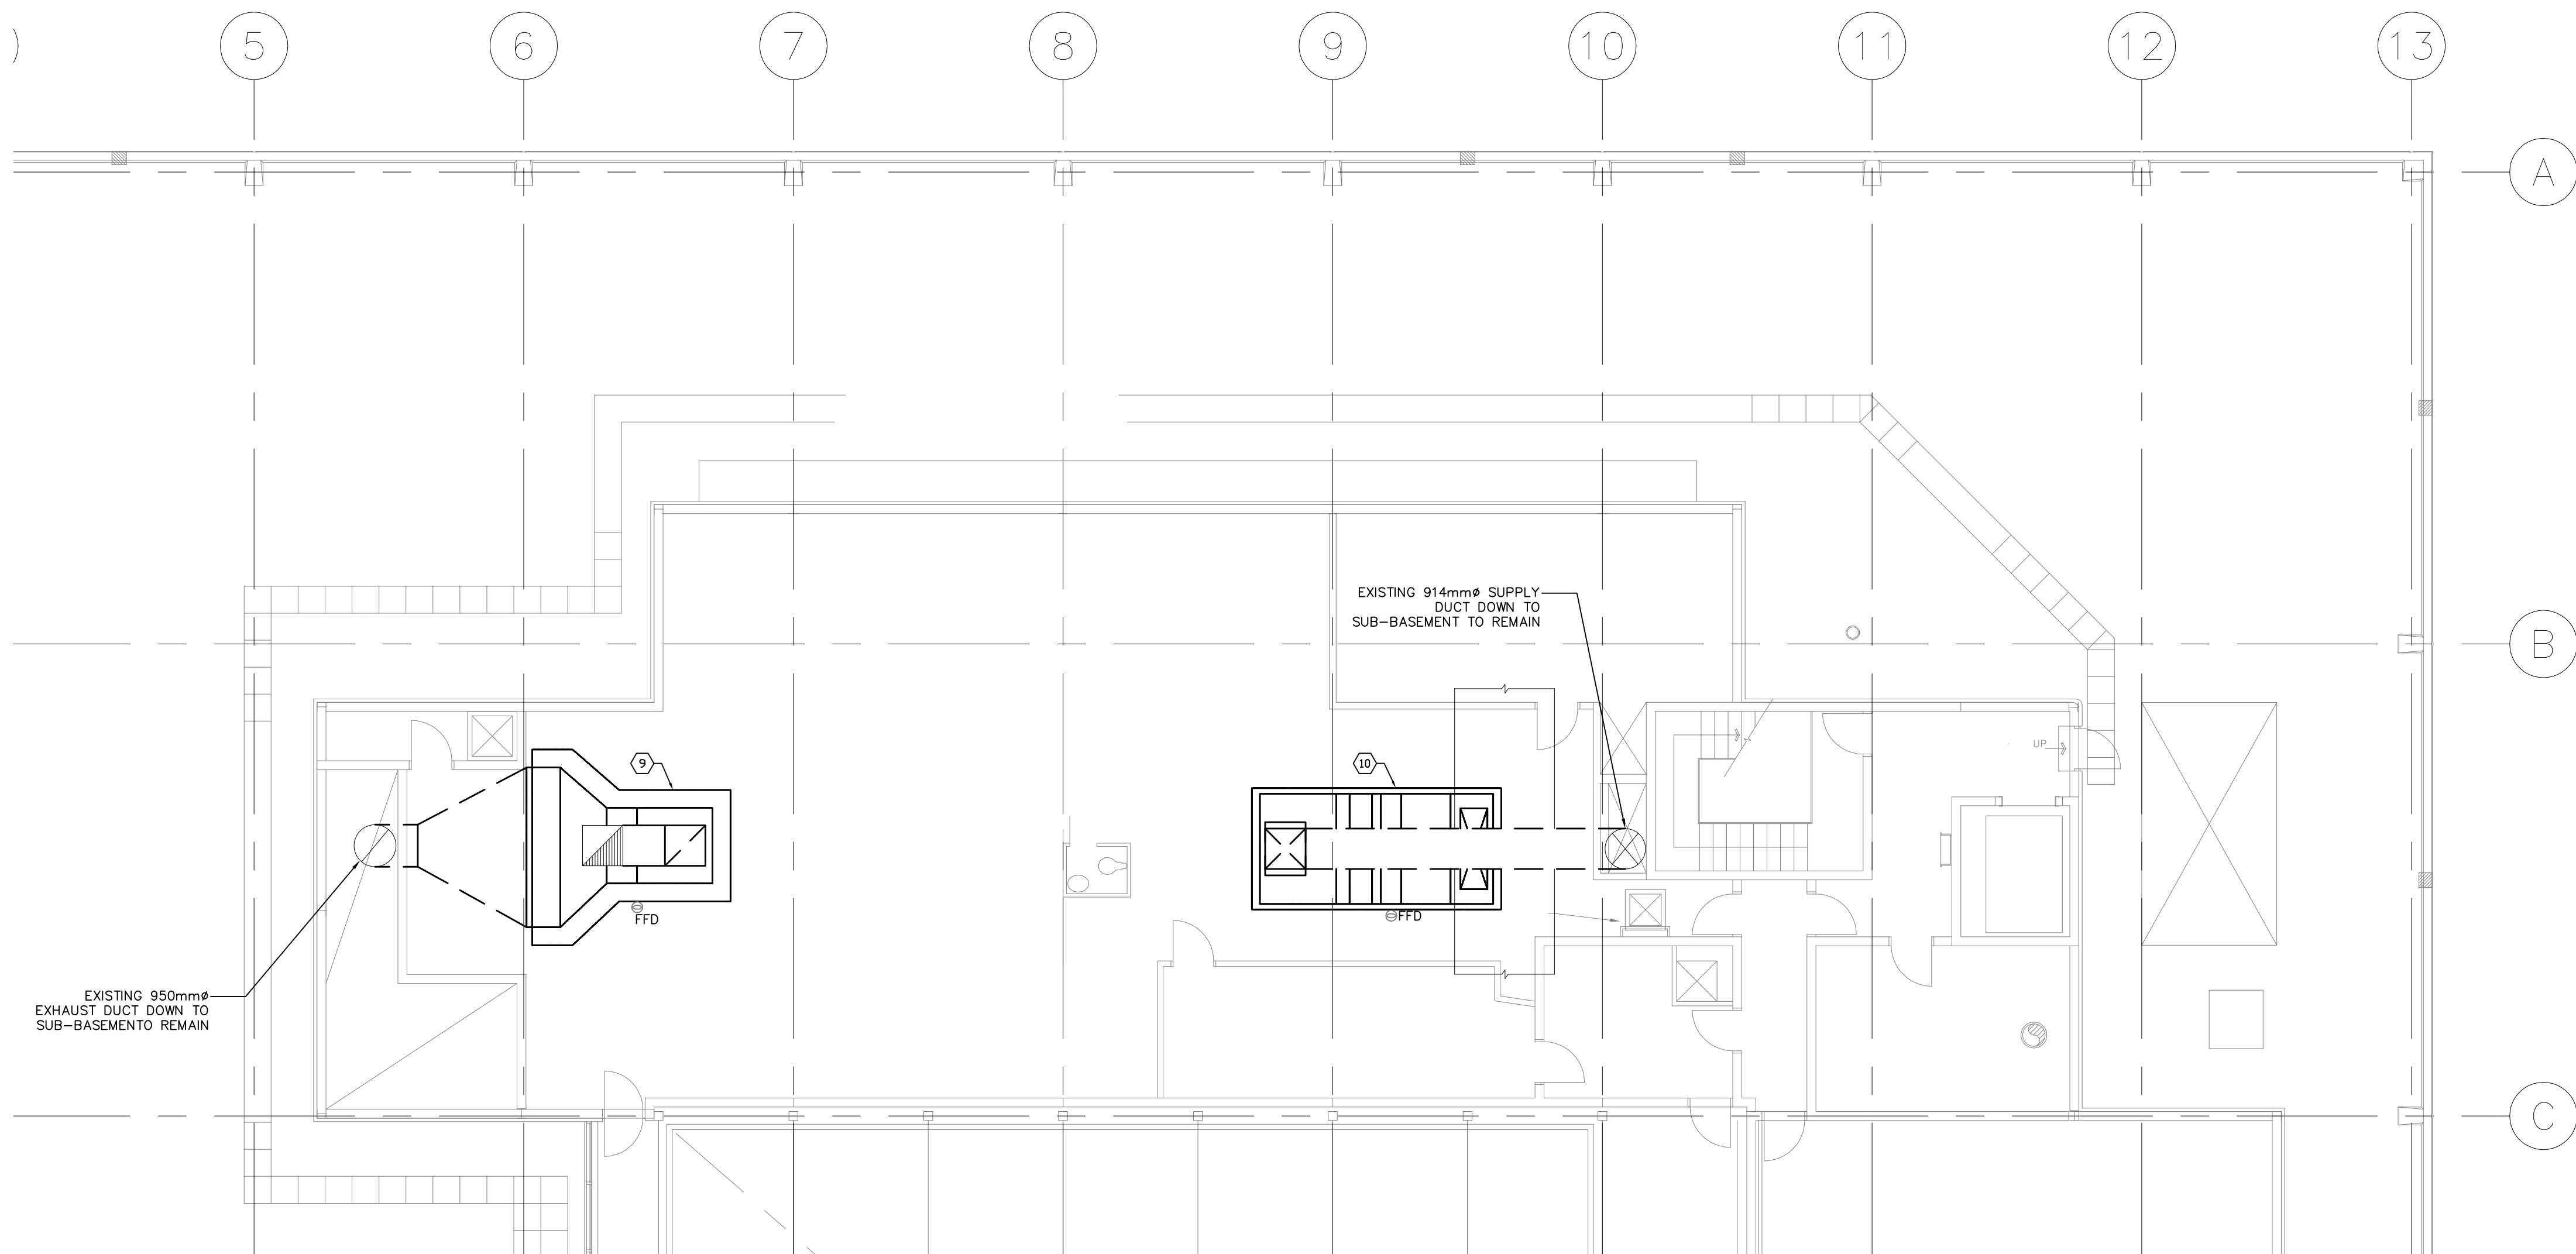 5 6 7 8 9 10 11 12 13
A
EXISTING 914mmø SUPPLY
DUCT DOWN TO
SUB-BASEMENT TO REMAIN
B
UP
9
10
FFD
FFD
EXISTING 950mmø
EXHAUST DUCT DOWN TO
SUB-BASEMENTO REMAIN
C